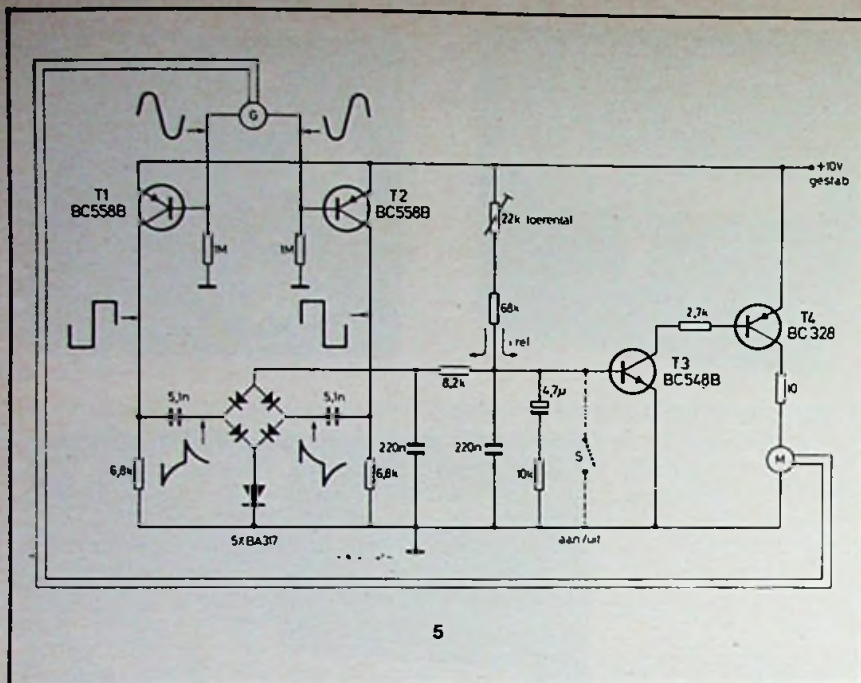 G
+10V
gestab
T1
BC558B
T2
BC558B
22k toerental
1M
1M
68k
2,7k
T4
BC328
i ref
T3
BC548B
8,2k
4,7µ
10
5,1n
5,1n
220n
220n
S
M
6,8k
6,8k
10k
5XBA317
aan/uit
5